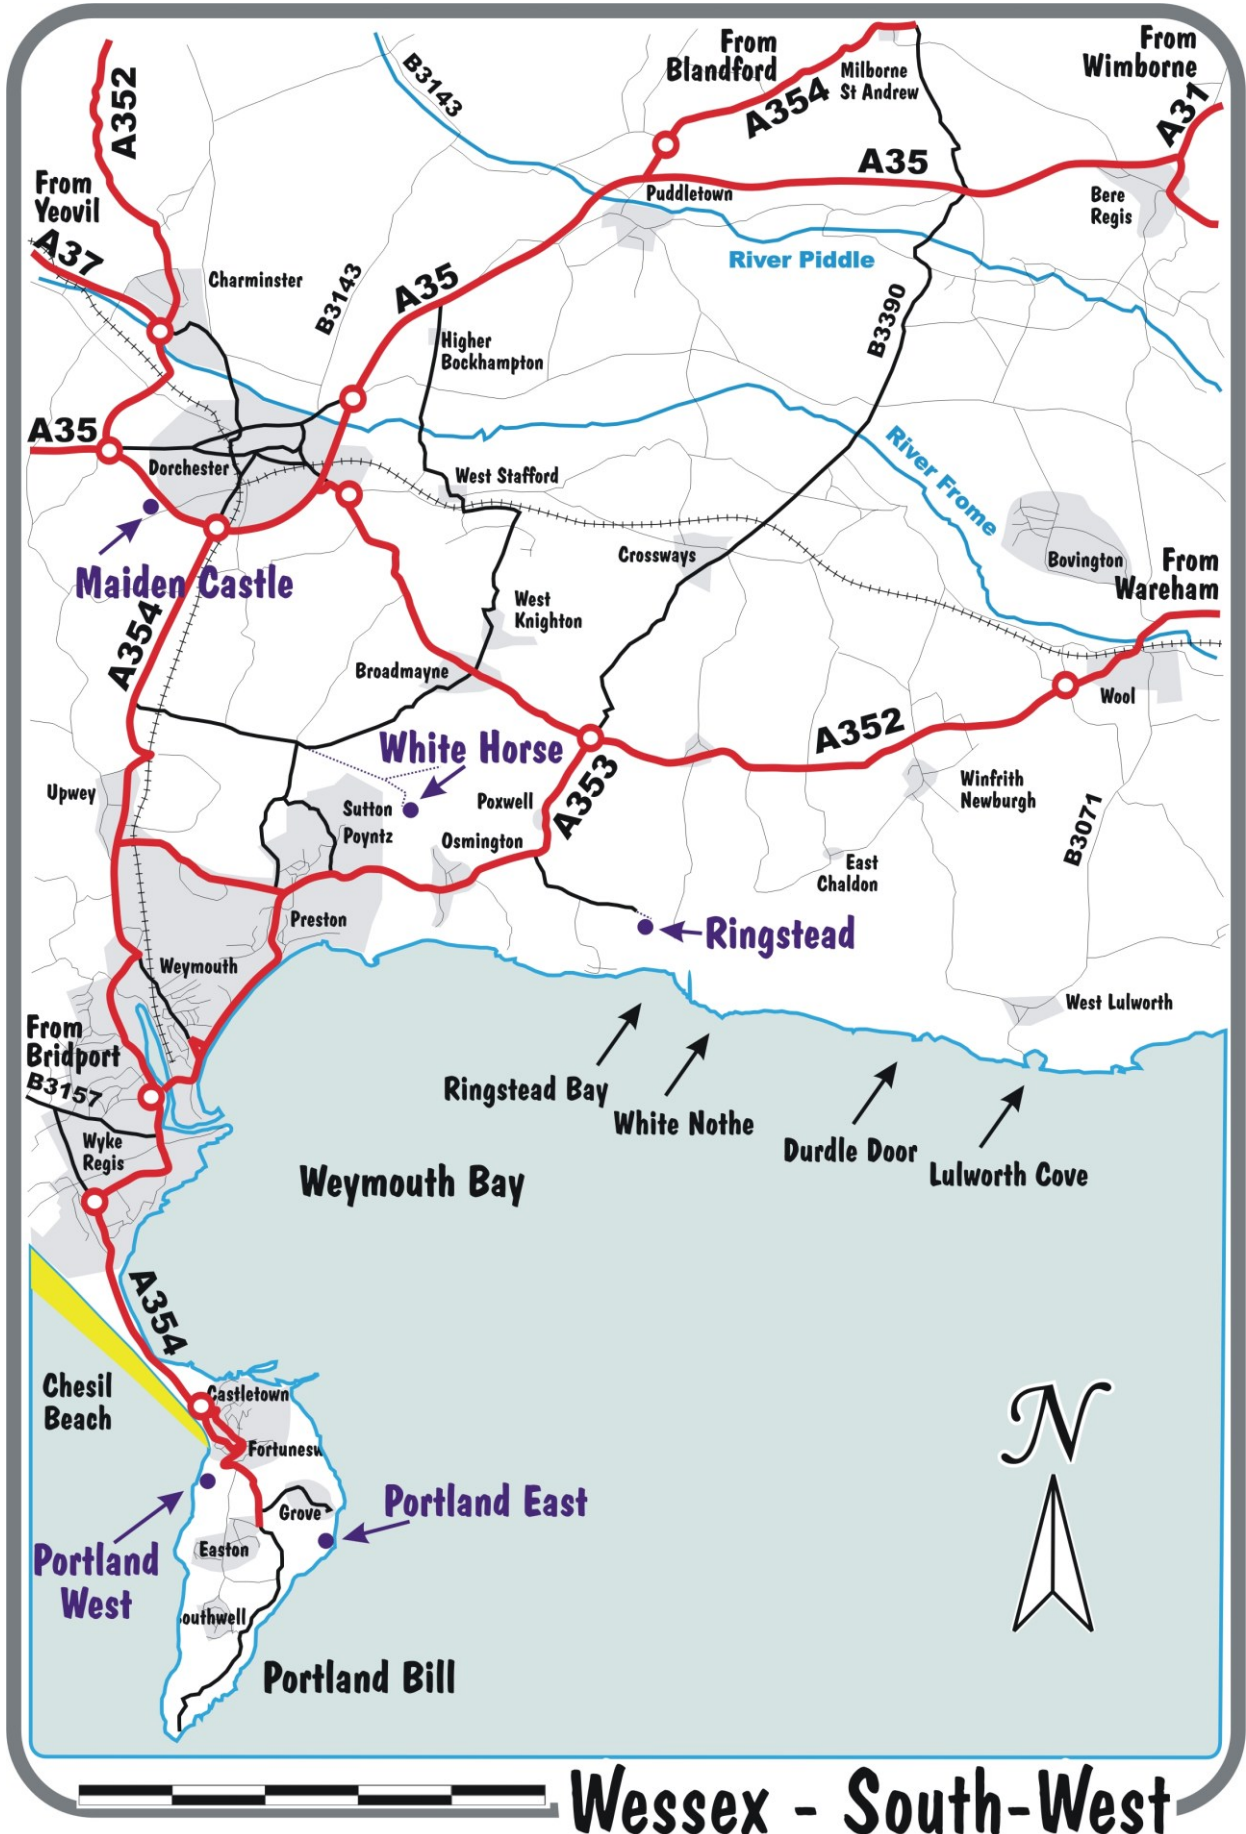 From
Blandford
From
Wimborne
Milborne
St Andrew
A352
B3143
A354
A31
A35
From
Yeovil
Puddletown
Bere
Regis
A37
River Piddle
Charminster
B3143
A35
B3390
Higher
Bockhampton
A35
Dorchester
West Stafford
River Frome
Crossways
Bovington
From
Wareham
Maiden Castle
West
Knighton
A354
Broadmayne
Wool
A352
White Horse
A353
Winfrith
Newburgh
Upwey
Sutton
Poyntz
Poxwell
B3071
Osmington
East
Chaldon
Preston
Ringstead
Weymouth
West Lulworth
From
Bridport
B3157
Ringstead Bay
White Nothe
Durdle Door
Lulworth Cove
Wyke
Regis
Weymouth Bay
A354
Chesil
Beach
Castletown
N
Fortunesw
Portland East
Grove
Portland
West
Easton
outhwell
Portland Bill
Wessex - South-West